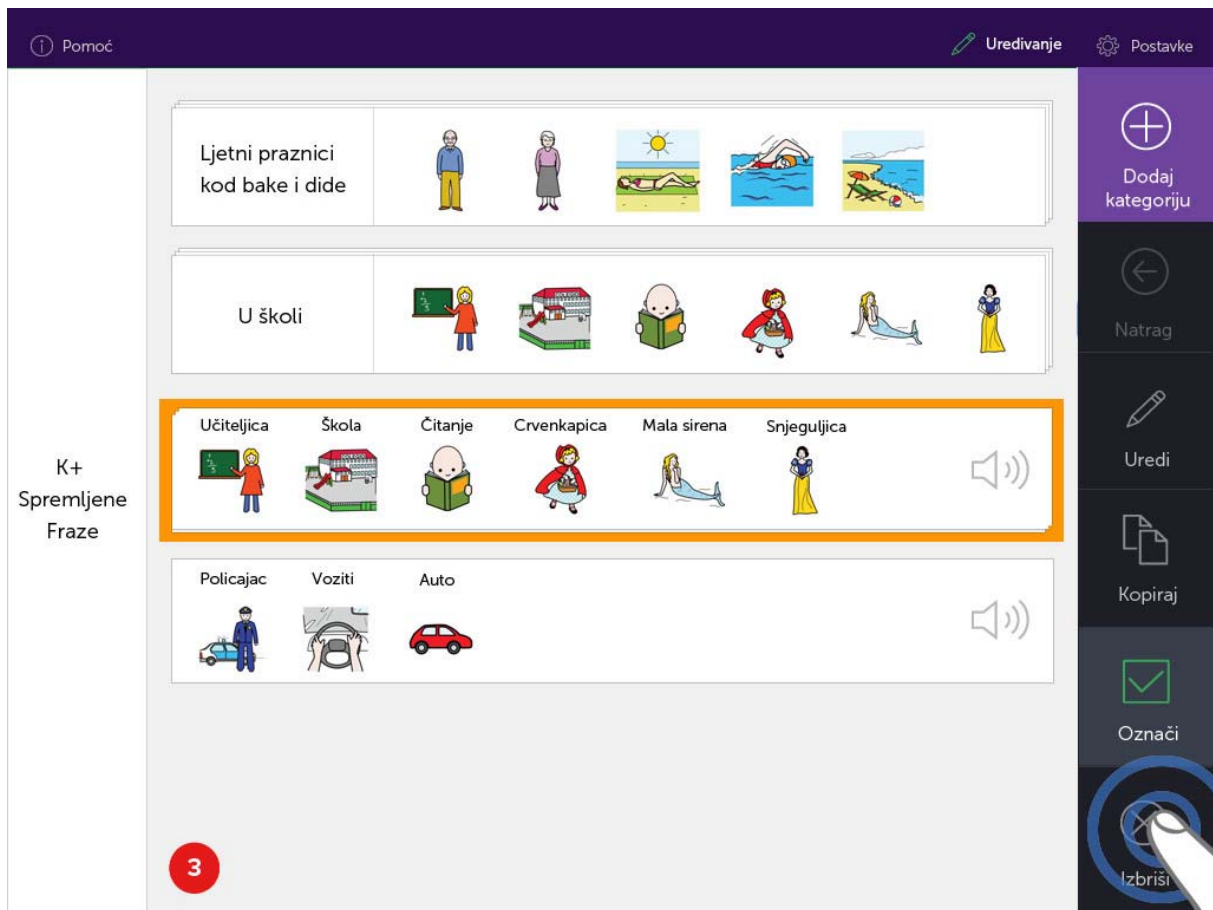 Pomoć
Uredivanje
Postavke
Ljetni praznici
kod bake i dide
U školi
Učiteljica Škola Čitanje Crvenkapica Mala sirena Snjeguljica
Policajac Voziti Auto
K+
Spremljene
Fraze
3
Dodaj
kategoriju
Natrag
Uredi
Kopiraj
Označi
Izbriši